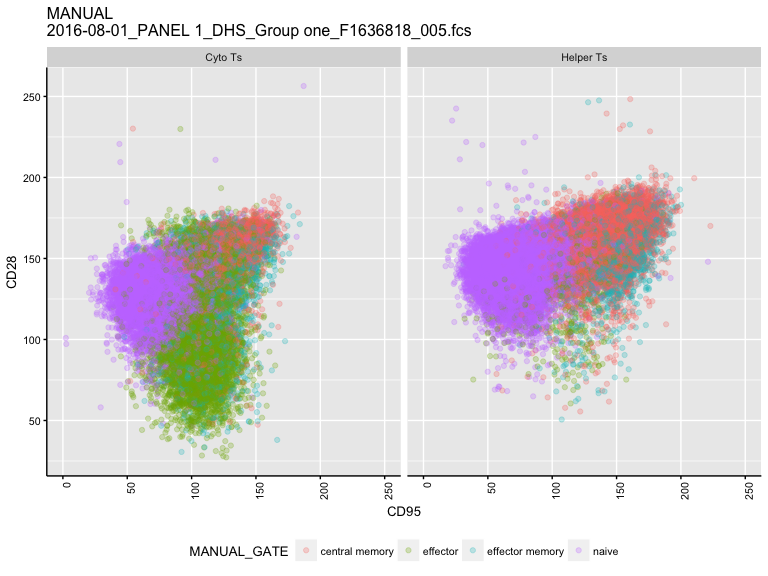 MANUAL
2016-08-01_PANEL 1_DHS_Group one_F1636818_005.fcs
Cyto Ts
Helper Ts
250
200
150
100
50
CD28
0 50 100 150 200 250
0 50 100 150 200 250
CD95
MANUAL_GATE central memory effector effector memory naive